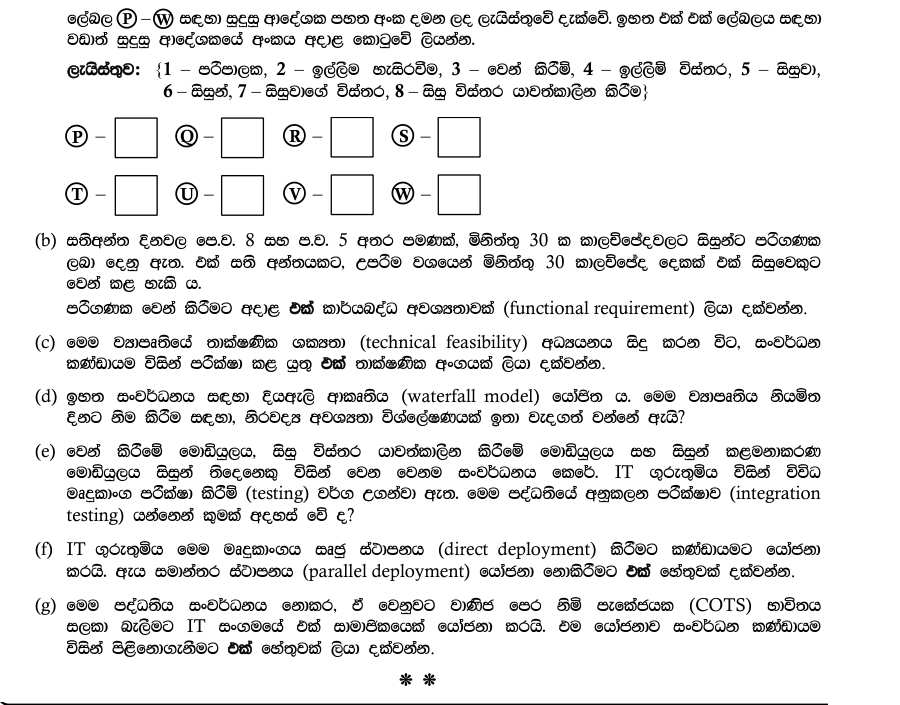 ලේබල Ⓟ – Ⓦ සඳහා සුදුසු ආදේශක පහත අංක දමන ලද ලැයිස්තුවේ දැක්වේ. ඉහත එක් එක් ලේබලය සඳහා
වඩාත් සුදුසු ආදේශකයේ අංකය අදාළ කොටුවේ ලියන්න.
ලැයිස්තුව: {1 – පරිපාලක, 2 – ඉල්ලීම හැසිරවීම, 3 – වෙන් කිරීම්, 4 – ඉල්ලීම් විස්තර, 5 – සිසුවා,
6 – සිසුන්, 7 – සිසුවාගේ විස්තර, 8 – සිසු විස්තර යාවත්කාලීන කිරීම}
Ⓟ – Ⓠ – Ⓡ – Ⓢ –
Ⓣ – Ⓤ – Ⓥ – Ⓦ –
(b) සතිඅන්ත දිනවල පෙ.ව. 8 සහ ප.ව. 5 අතර පමණක්, මිනිත්තු 30 ක කාලච්ඡේදවලට සිසුන්ට පරිගණක
ලබා දෙනු ඇත. එක් සති අන්තයකට, උපරිම වශයෙන් මිනිත්තු 30 කාලච්ඡේද දෙකක් එක් සිසුවෙකුට
වෙන් කළ හැකි ය.
පරිගණක වෙන් කිරීමට අදාළ එක් කාර්යබද්ධ අවශ්‍යතාවක් (functional requirement) ලියා දක්වන්න.
(c) මෙම ව්‍යාපෘතියේ තාක්ෂණික ශක්‍යතා (technical feasibility) අධ්‍යයනය සිදු කරන විට, සංවර්ධන
කණ්ඩායම විසින් පරීක්ෂා කළ යුතු එක් තාක්ෂණික අංගයක් ලියා දක්වන්න.
(d) ඉහත සංවර්ධනය සඳහා දියඇලි ආකෘතිය (waterfall model) යෝජිත ය. මෙම ව්‍යාපෘතිය නියමිත
දිනට නිම කිරීම සඳහා, නිරවද්‍ය අවශ්‍යතා විශ්ලේෂණයක් ඉතා වැදගත් වන්නේ ඇයි?
(e) වෙන් කිරීමේ මොඩියුලය, සිසු විස්තර යාවත්කාලීන කිරීමේ මොඩියුලය සහ සිසුන් කළමනාකරණ
මොඩියුලය සිසුන් තිදෙනෙකු විසින් වෙන වෙනම සංවර්ධනය කෙරේ. IT ගුරුතුමිය විසින් විවිධ
මෘදුකාංග පරීක්ෂා කිරීම් (testing) වර්ග උගන්වා ඇත. මෙම පද්ධතියේ අනුකලන පරීක්ෂාව (integration
testing) යන්නෙන් කුමක් අදහස් වේ ද?
(f) IT ගුරුතුමිය මෙම මෘදුකාංගය සෘජු ස්ථාපනය (direct deployment) කිරීමට කණ්ඩායමට යෝජනා
කරයි. ඇය සමාන්තර ස්ථාපනය (parallel deployment) යෝජනා නොකිරීමට එක් හේතුවක් දක්වන්න.
(g) මෙම පද්ධතිය සංවර්ධනය නොකර, ඒ වෙනුවට වාණිජ පෙර නිමි පැකේජයක (COTS) භාවිතය
සලකා බැලීමට IT සංගමයේ එක් සාමාජිකයෙක් යෝජනා කරයි. එම යෝජනාව සංවර්ධන කණ්ඩායම
විසින් පිළිනොගැනීමට එක් හේතුවක් ලියා දක්වන්න.
❋ ❋